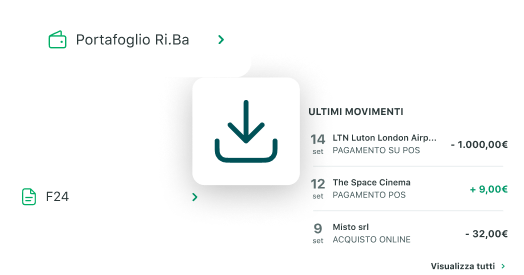 Portafoglio Ri.Ba
ULTIMI MOVIMENTI
14 LTN Luton London Airp... - 1.000,00€
set PAGAMENTO SU POS
12 The Space Cinema + 9,00€
set PAGAMENTO POS
F24
9 Misto srl - 32,00€
set ACQUISTO ONLINE
Visualizza tutti